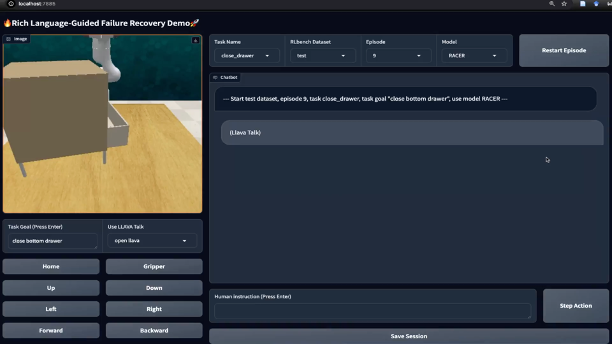 localhost:7886
🔥Rich Language-Guided Failure Recovery Demo🚀
Image
Task Name
close_drawer
RLbench Dataset
test
Episode
9
Model
RACER
Restart Episode
Chatbot
--- Start test dataset, episode 9, task close_drawer, task goal "close bottom drawer", use model RACER ---
(Llava Talk)
Task Goal (Press Enter)
close bottom drawer
Use LLAVA Talk
open llava
Home
Gripper
Up
Down
Left
Right
Forward
Backward
Human Instruction (Press Enter)
Step Action
Save Session